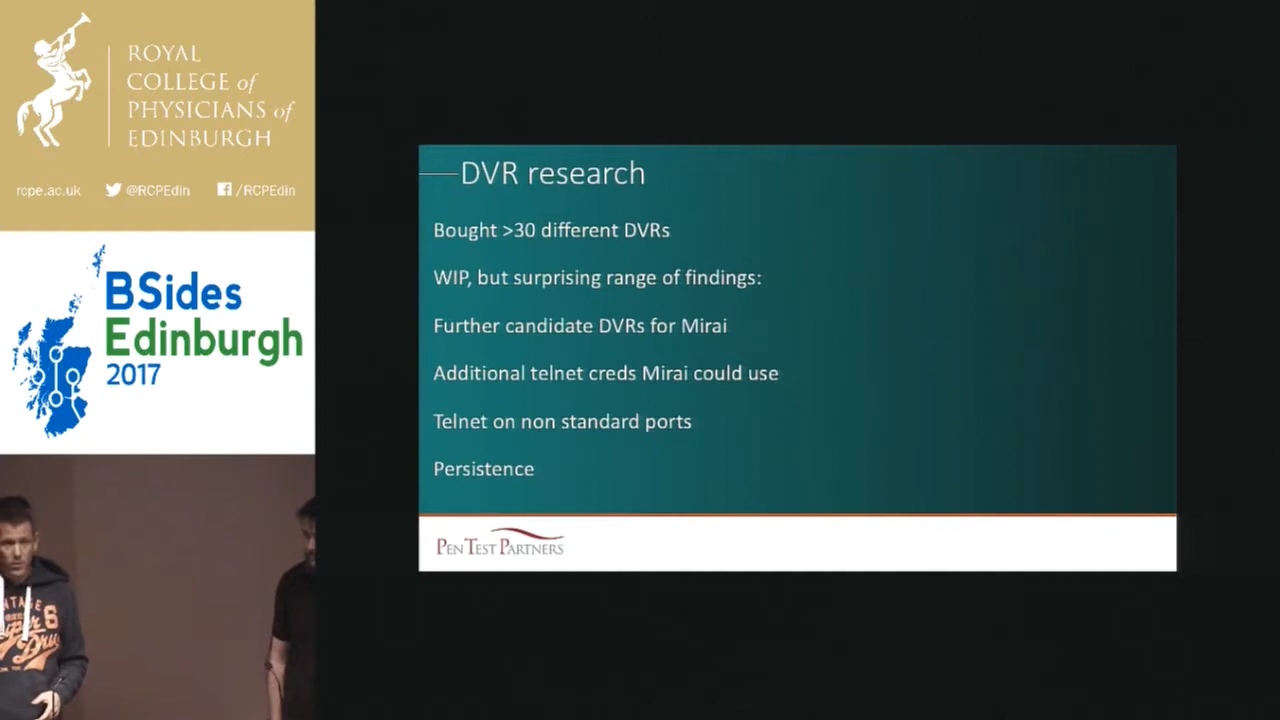 ROYAL
COLLEGE of
PHYSICIANS of
EDINBURGH
rcpe.ac.uk @RCPEdin /RCPEdin
BSides
Edinburgh
2017
DVR research
Bought >30 different DVRs
WIP, but surprising range of findings:
Further candidate DVRs for Mirai
Additional telnet creds Mirai could use
Telnet on non standard ports
Persistence
PEN TEST PARTNERS